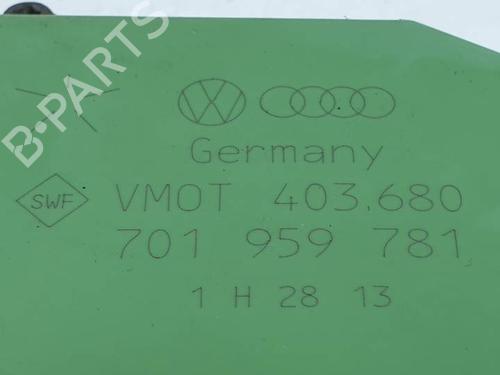 Germany
SWF VMOT 403.680
701 959 781
1 H 28 13
B-PARTS